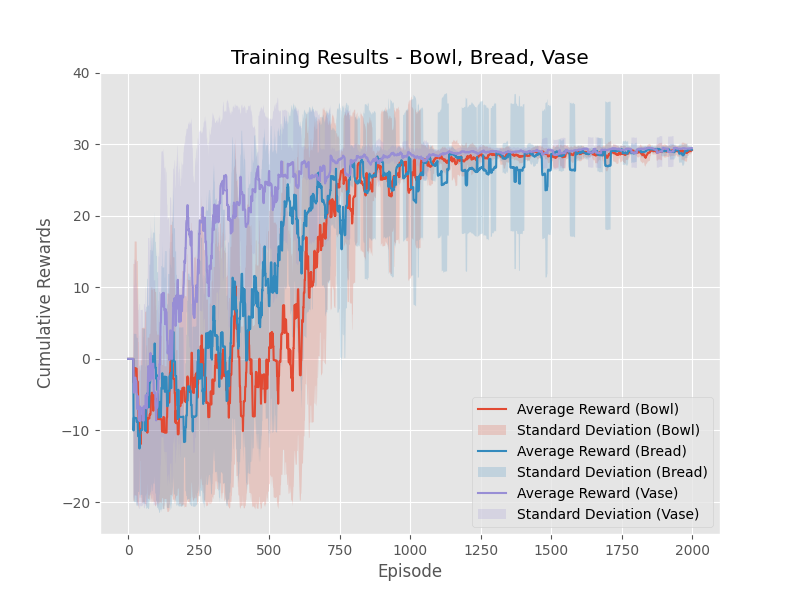 Training Results - Bowl, Bread, Vase
40
30
20
10
0
−10
−20
Cumulative Rewards
Average Reward (Bowl)
Standard Deviation (Bowl)
Average Reward (Bread)
Standard Deviation (Bread)
Average Reward (Vase)
Standard Deviation (Vase)
0 250 500 750 1000 1250 1500 1750 2000
Episode